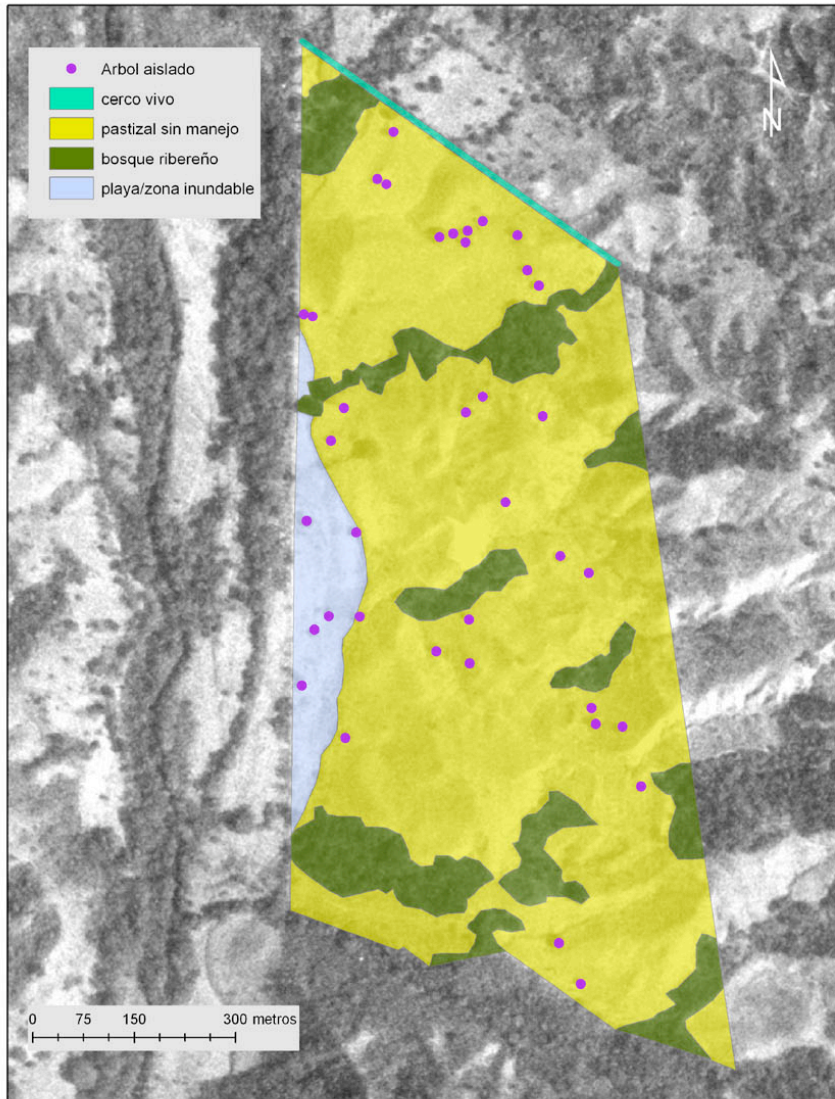 Arbol aislado
cerco vivo
pastizal sin manejo
bosque ribereño
playa/zona inundable
N
0 75 150 300 metros